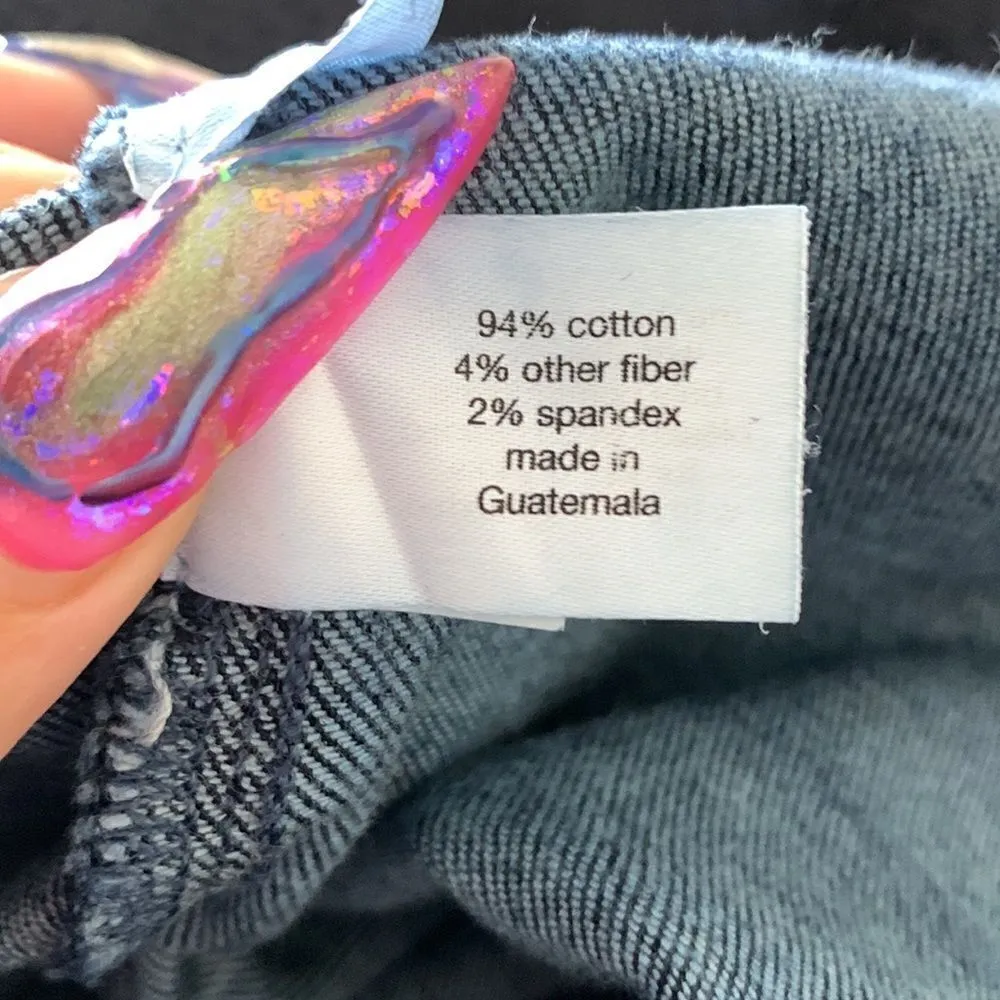 94% cotton
4% other fiber
2% spandex
made in
Guatemala